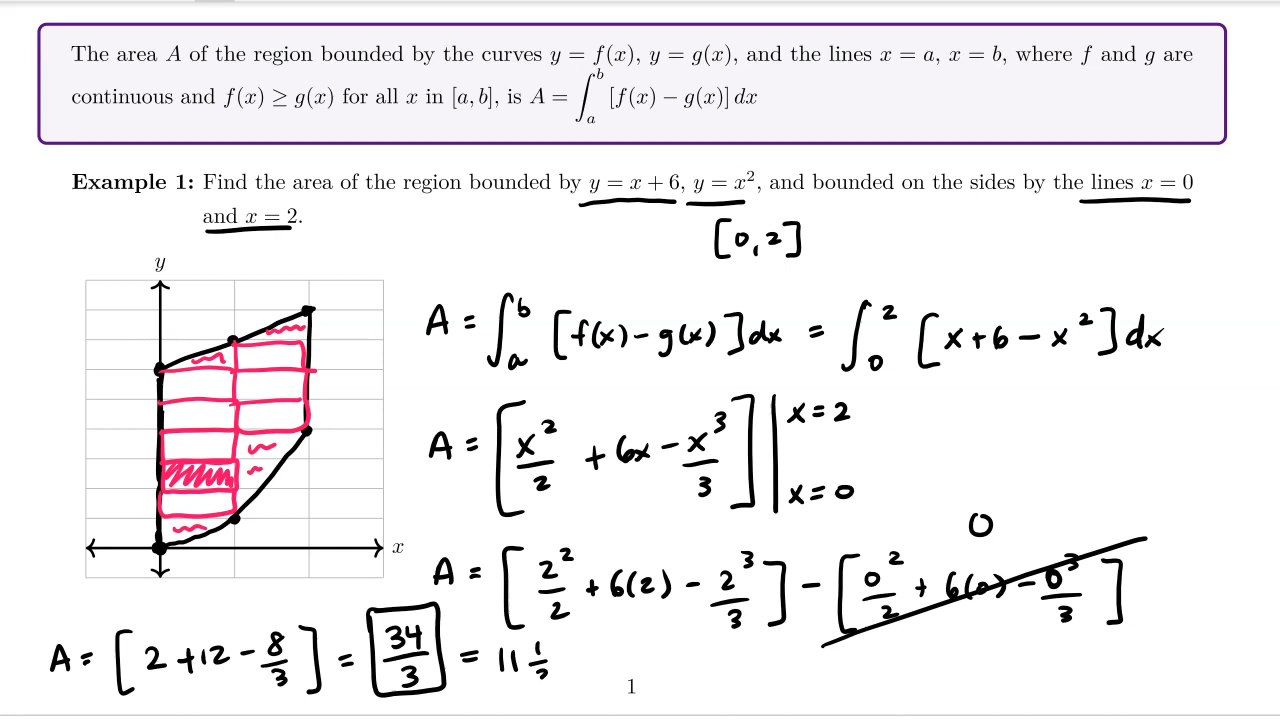 The area A of the region bounded by the curves y = f(x), y = g(x), and the lines x = a, x = b, where f and g are
continuous and f(x) ≥ g(x) for all x in [a, b], is A = ∫_a^b [f(x) − g(x)] dx
Example 1: Find the area of the region bounded by y = x + 6, y = x², and bounded on the sides by the lines x = 0
and x = 2.
[0,2]
y
x
A = ∫_a^b [f(x) − g(x)]dx = ∫_0^2 [x + 6 − x²]dx
A = [x²/2 + 6x − x³/3] | x = 2
x = 0
0
A = [2²/2 + 6(2) − 2³/3] − [0²/2 + 6(0) − 0³/3]
A = [2 + 12 − 8/3] = 34/3 = 11
1